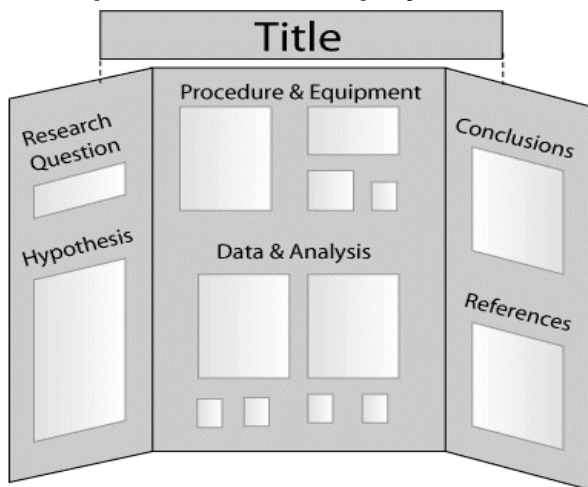 Title
Research
Question
Hypothesis
Procedure & Equipment
Data & Analysis
Conclusions
References